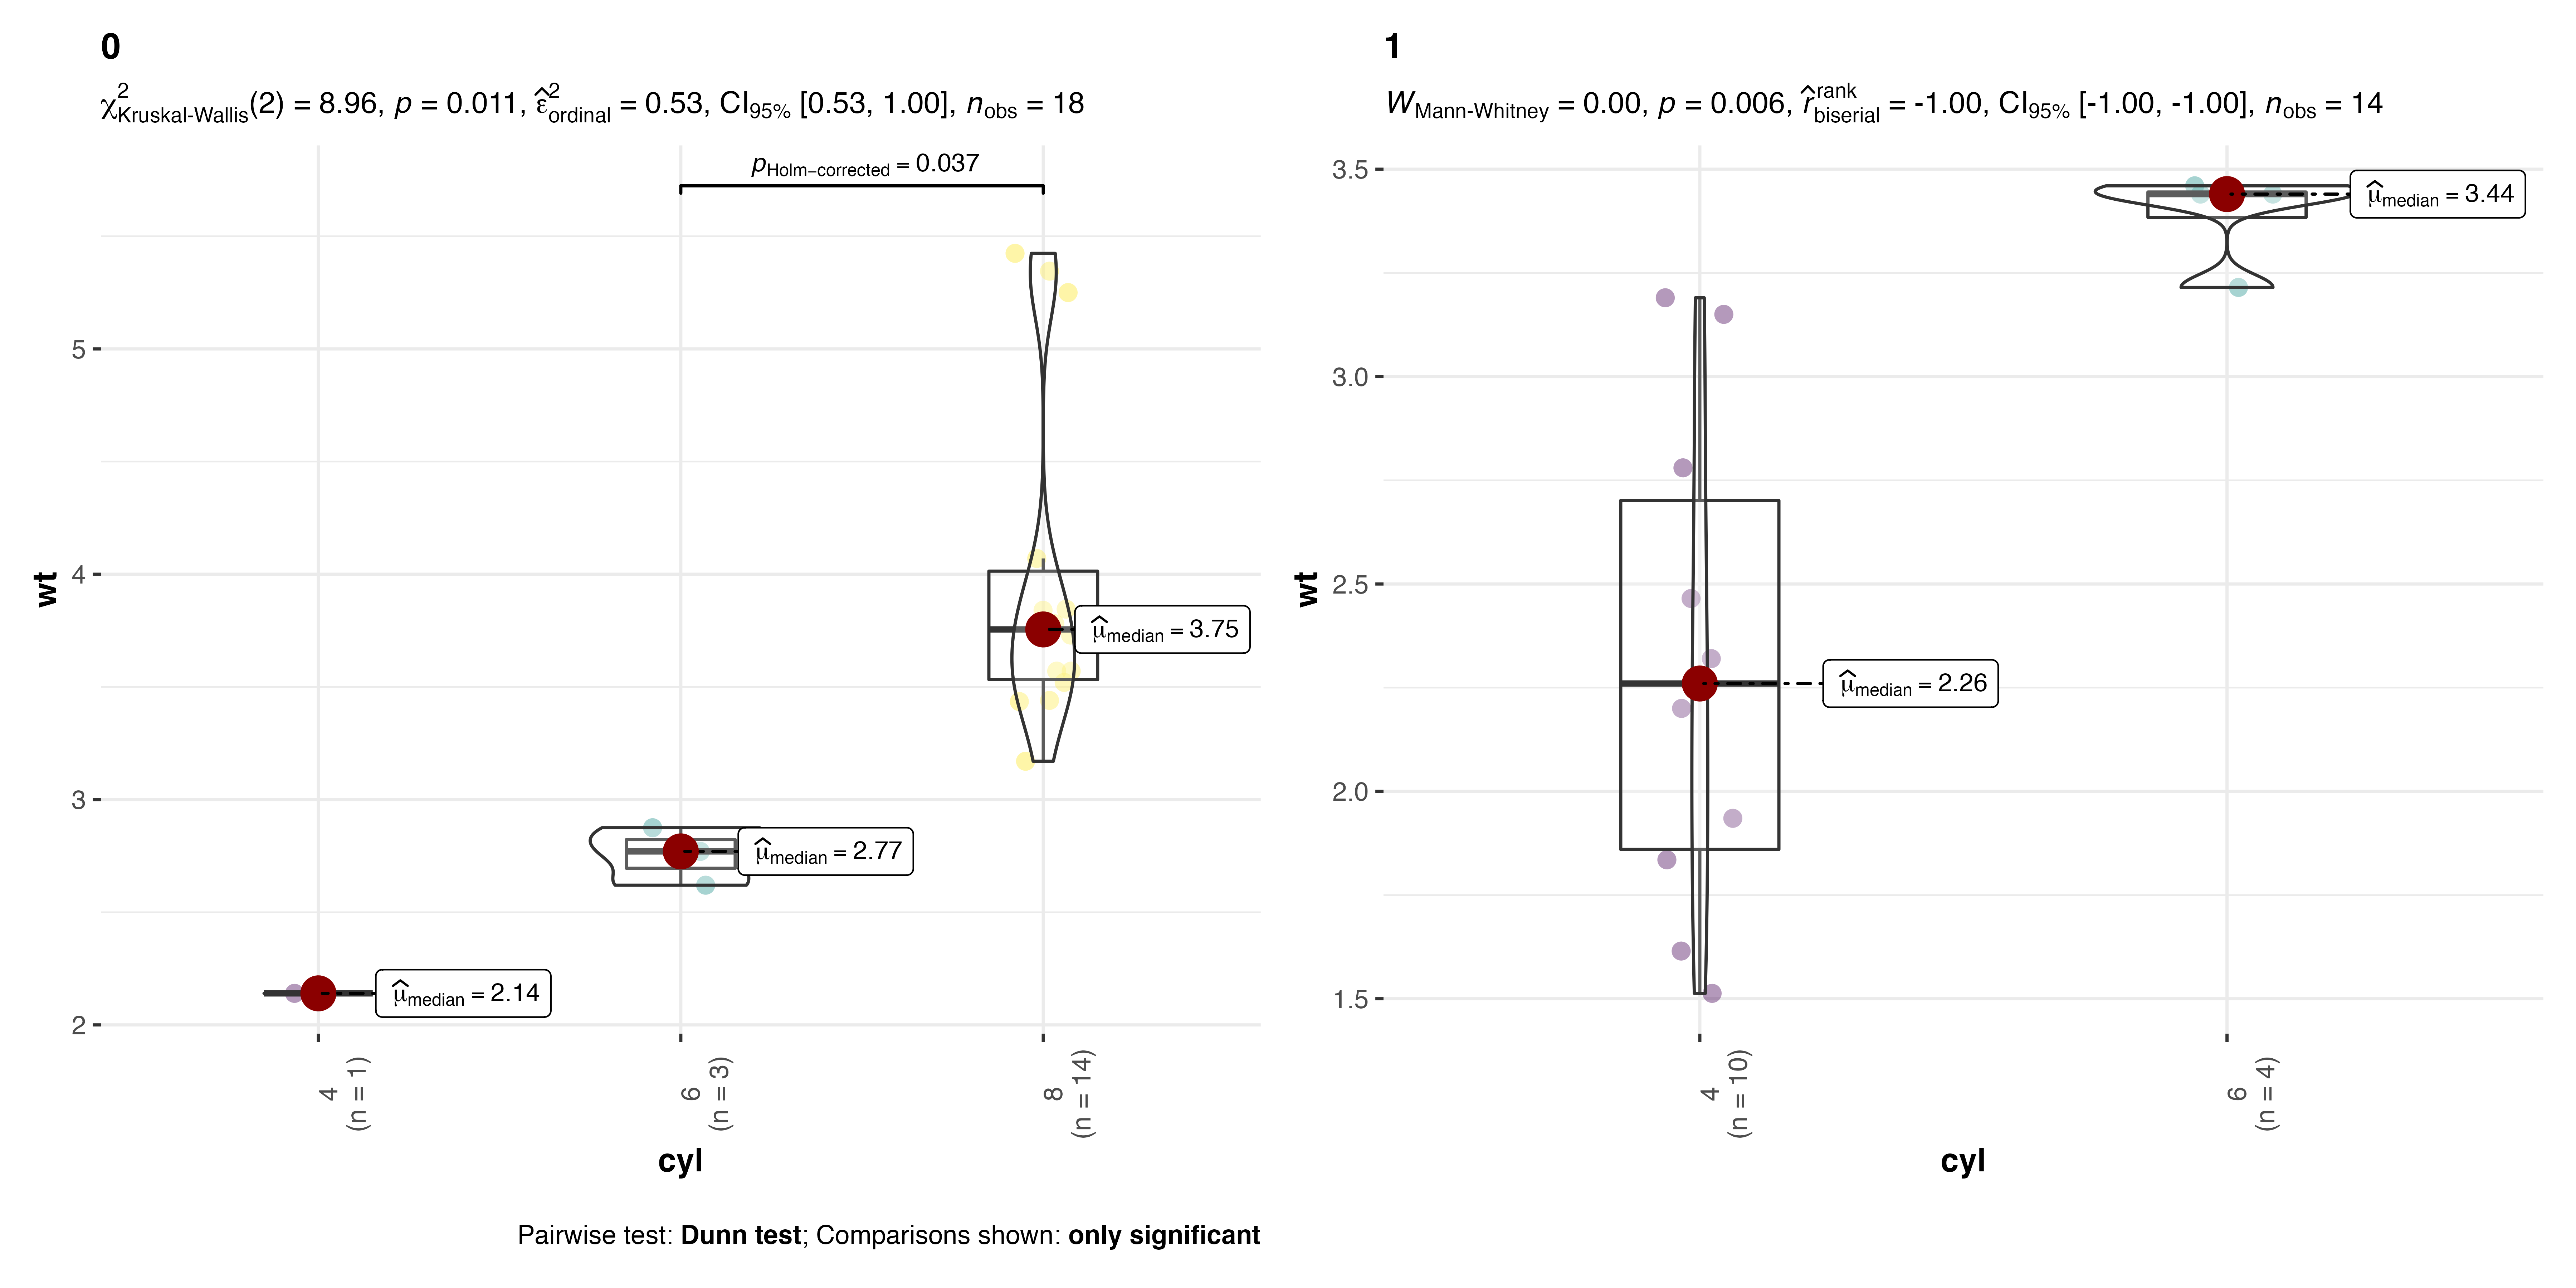 0
χ²Kruskal-Wallis(2) = 8.96, p = 0.011, ε̂²ordinal = 0.53, CI95% [0.53, 1.00], nobs = 18
pHolm−corrected = 0.037
wt
5
4
3
2
μ̂median = 3.75
μ̂median = 2.77
μ̂median = 2.14
4
(n = 1)
6
(n = 3)
8
(n = 14)
cyl
Pairwise test: Dunn test; Comparisons shown: only significant
1
WMann-Whitney = 0.00, p = 0.006, r̂rankbiserial = -1.00, CI95% [-1.00, -1.00], nobs = 14
wt
3.5
3.0
2.5
2.0
1.5
μ̂median = 3.44
μ̂median = 2.26
4
(n = 10)
6
(n = 4)
cyl